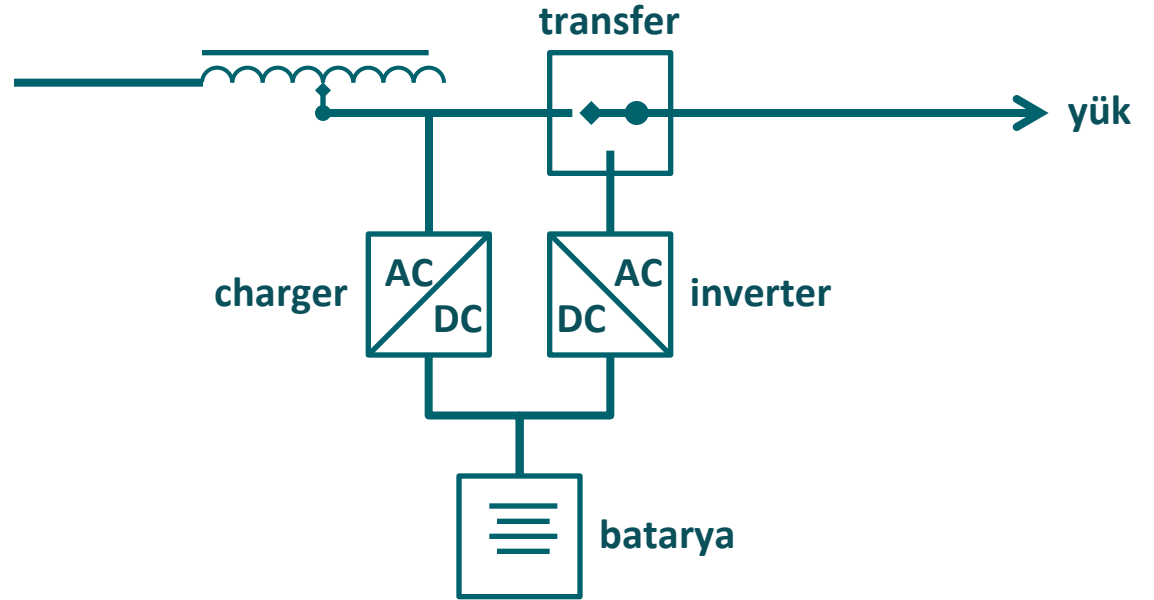 transfer
yük
charger
AC
DC
AC
DC
inverter
batarya